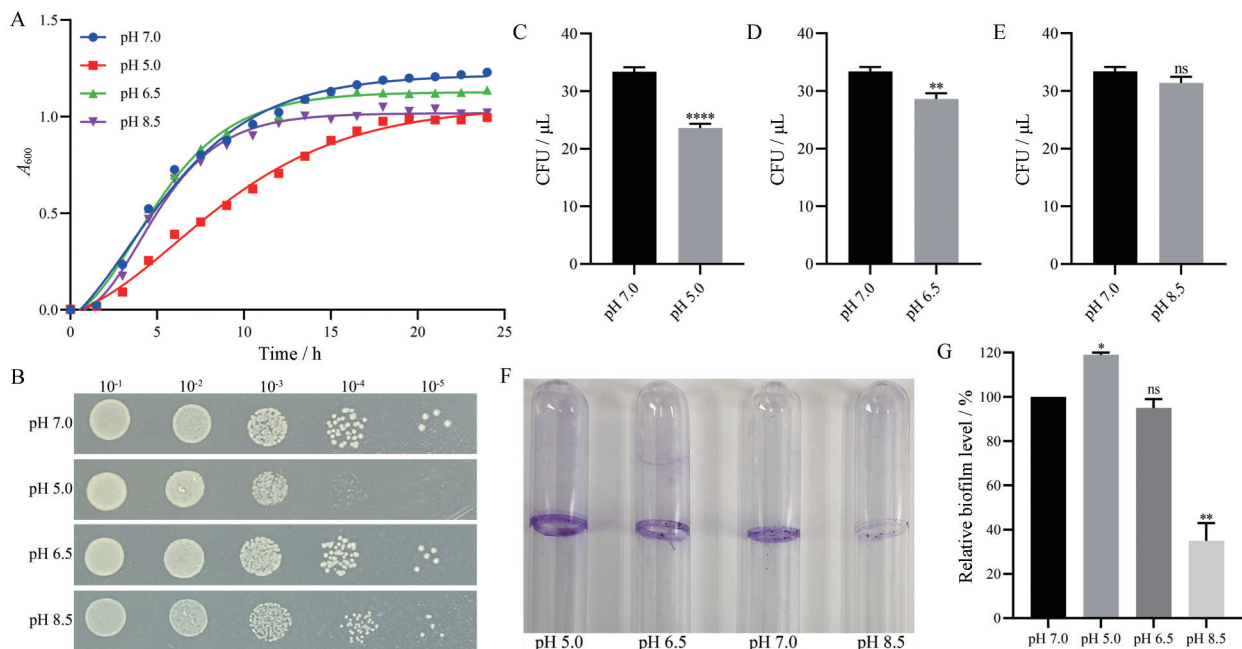 A
1.5
1.0
0.5
0.0
A600
0 5 10 15 20 25
Time / h
pH 7.0
pH 5.0
pH 6.5
pH 8.5
B
10-1 10-2 10-3 10-4 10-5
pH 7.0
pH 5.0
pH 6.5
pH 8.5
C
CFU / μL
40
30
20
10
0
****
pH 7.0 pH 5.0
D
CFU / μL
40
30
20
10
0
**
pH 7.0 pH 6.5
E
CFU / μL
40
30
20
10
0
ns
pH 7.0 pH 8.5
F
pH 5.0 pH 6.5 pH 7.0 pH 8.5
G
Relative biofilm level / %
120
100
80
60
40
20
0
*
ns
**
pH 7.0 pH 5.0 pH 6.5 pH 8.5